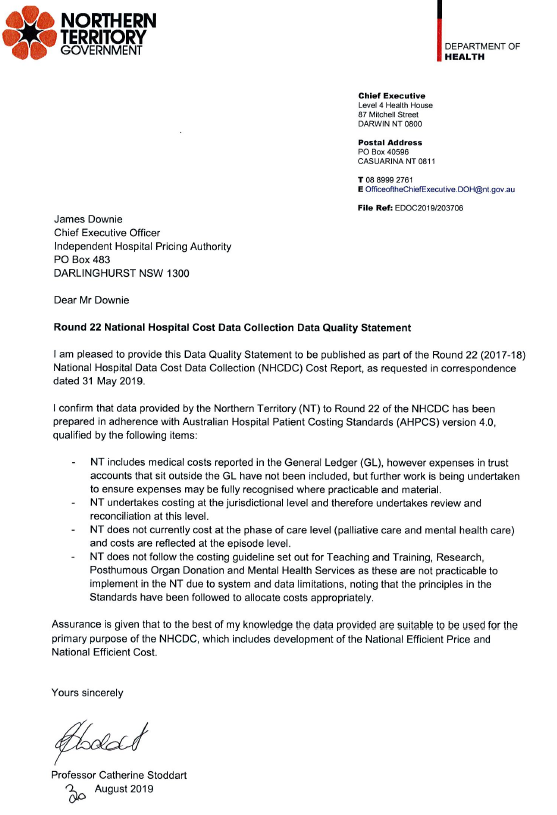 NORTHERN
TERRITORY
GOVERNMENT
DEPARTMENT OF
HEALTH
Chief Executive
Level 4 Health House
87 Mitchell Street
DARWIN NT 0800
Postal Address
PO Box 40596
CASUARINA NT 0811
T 08 8999 2761
E OfficeoftheChiefExecutive.DOH@nt.gov.au
File Ref: EDOC2019/203706
James Downie
Chief Executive Officer
Independent Hospital Pricing Authority
PO Box 483
DARLINGHURST NSW 1300
Dear Mr Downie
Round 22 National Hospital Cost Data Collection Data Quality Statement
I am pleased to provide this Data Quality Statement to be published as part of the Round 22 (2017-18)
National Hospital Data Cost Data Collection (NHCDC) Cost Report, as requested in correspondence
dated 31 May 2019.
I confirm that data provided by the Northern Territory (NT) to Round 22 of the NHCDC has been
prepared in adherence with Australian Hospital Patient Costing Standards (AHPCS) version 4.0,
qualified by the following items:
- NT includes medical costs reported in the General Ledger (GL), however expenses in trust
accounts that sit outside the GL have not been included, but further work is being undertaken
to ensure expenses may be fully recognised where practicable and material.
- NT undertakes costing at the jurisdictional level and therefore undertakes review and
reconciliation at this level.
- NT does not currently cost at the phase of care level (palliative care and mental health care)
and costs are reflected at the episode level.
- NT does not follow the costing guideline set out for Teaching and Training, Research,
Posthumous Organ Donation and Mental Health Services as these are not practicable to
implement in the NT due to system and data limitations, noting that the principles in the
Standards have been followed to allocate costs appropriately.
Assurance is given that to the best of my knowledge the data provided are suitable to be used for the
primary purpose of the NHCDC, which includes development of the National Efficient Price and
National Efficient Cost.
Yours sincerely
Professor Catherine Stoddart
30 August 2019